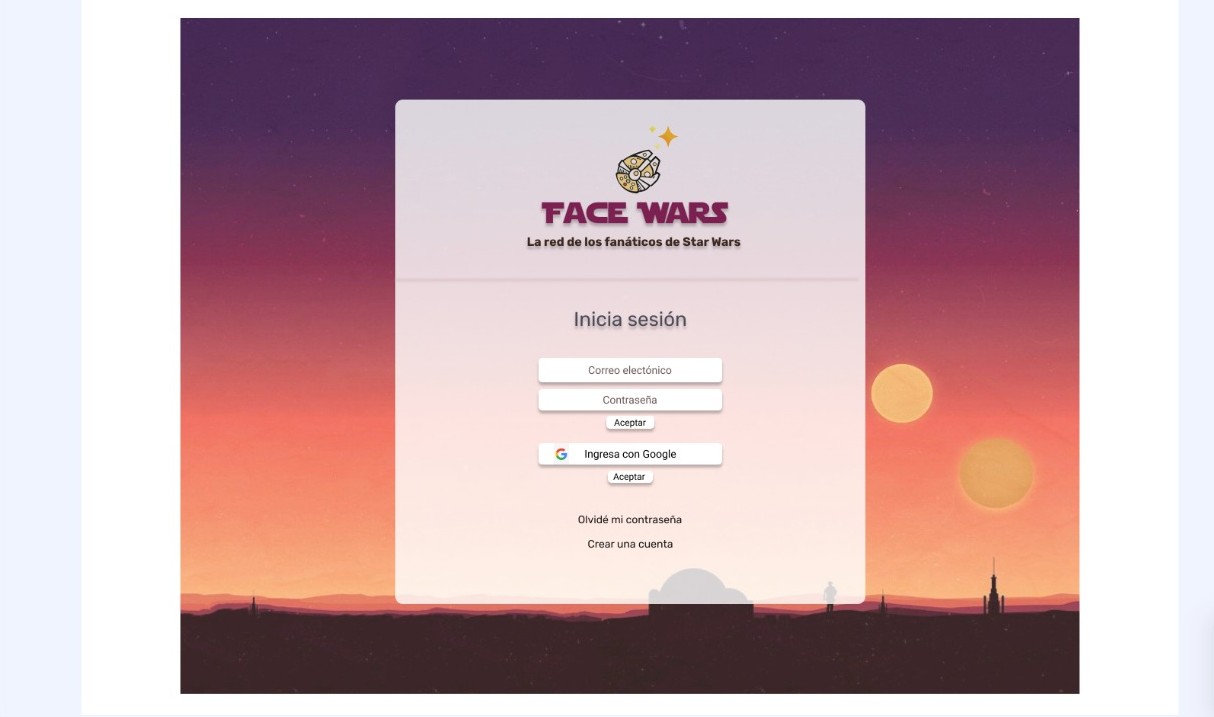 FACE WARS
La red de los fanáticos de Star Wars
Inicia sesión
Correo electónico
Contraseña
Aceptar
Ingresa con Google
Aceptar
Olvidé mi contraseña
Crear una cuenta